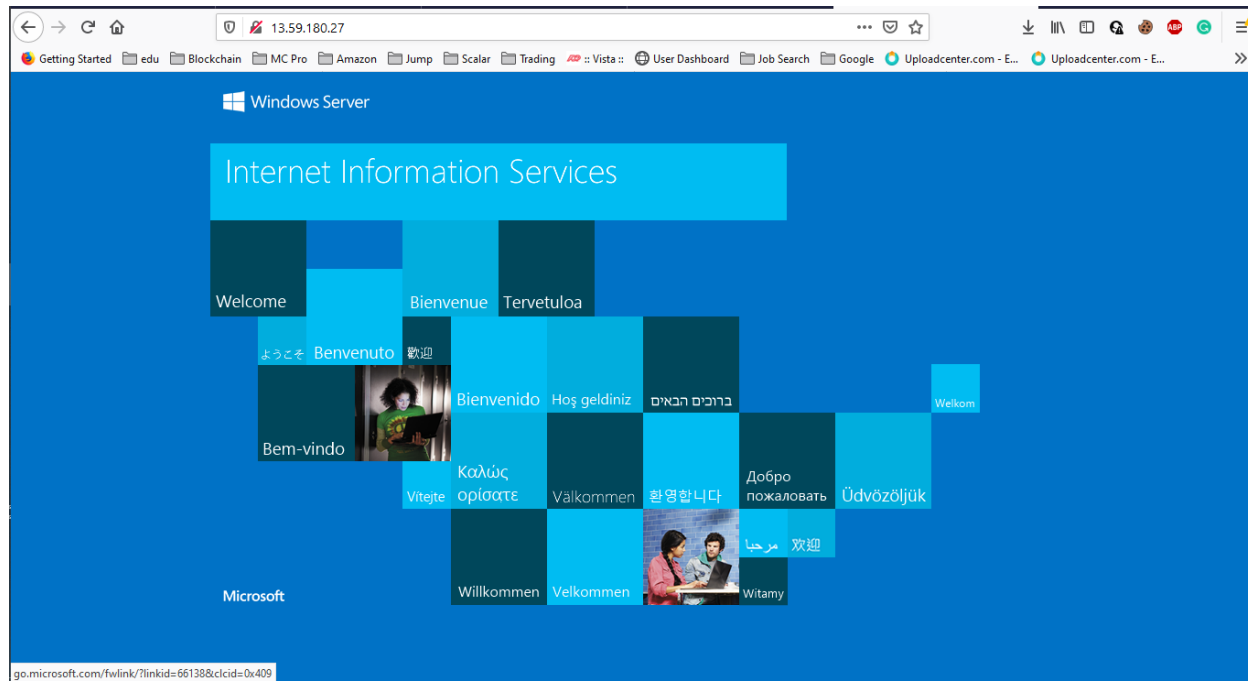 13.59.180.27
Getting Started edu Blockchain MC Pro Amazon Jump Scalar Trading :: Vista :: User Dashboard Job Search Google Uploadcenter.com - E... Uploadcenter.com - E...
Windows Server
Internet Information Services
Welcome Bienvenue Tervetuloa
ようこそ Benvenuto 歡迎
Bienvenido Hoş geldiniz ברוכים הבאים Welkom
Bem-vindo
Vítejte Καλώς ορίσατε Välkommen 환영합니다 Добро пожаловать Üdvözöljük
مرحبا 欢迎
Willkommen Velkommen Witamy
Microsoft
go.microsoft.com/fwlink/?linkid=66138&clcid=0x409